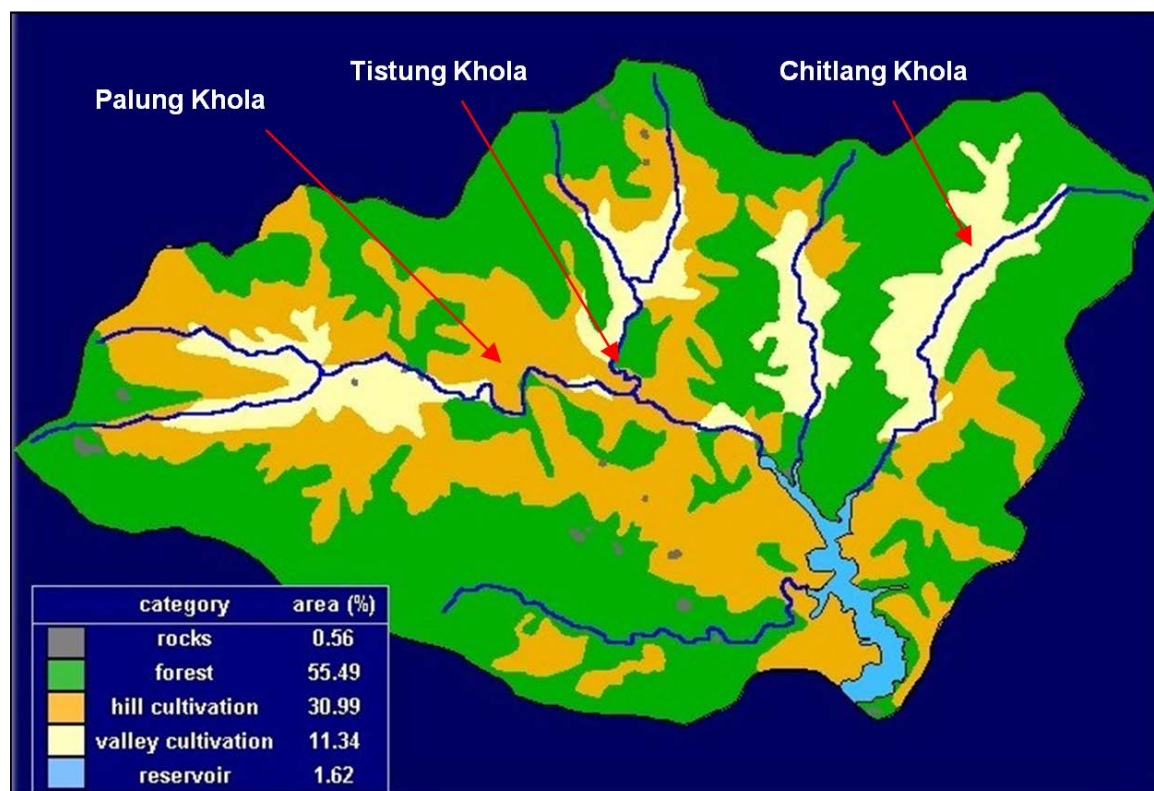 Tistung Khola
Chitlang Khola
Palung Khola
category area (%)
rocks 0.56
forest 55.49
hill cultivation 30.99
valley cultivation 11.34
reservoir 1.62